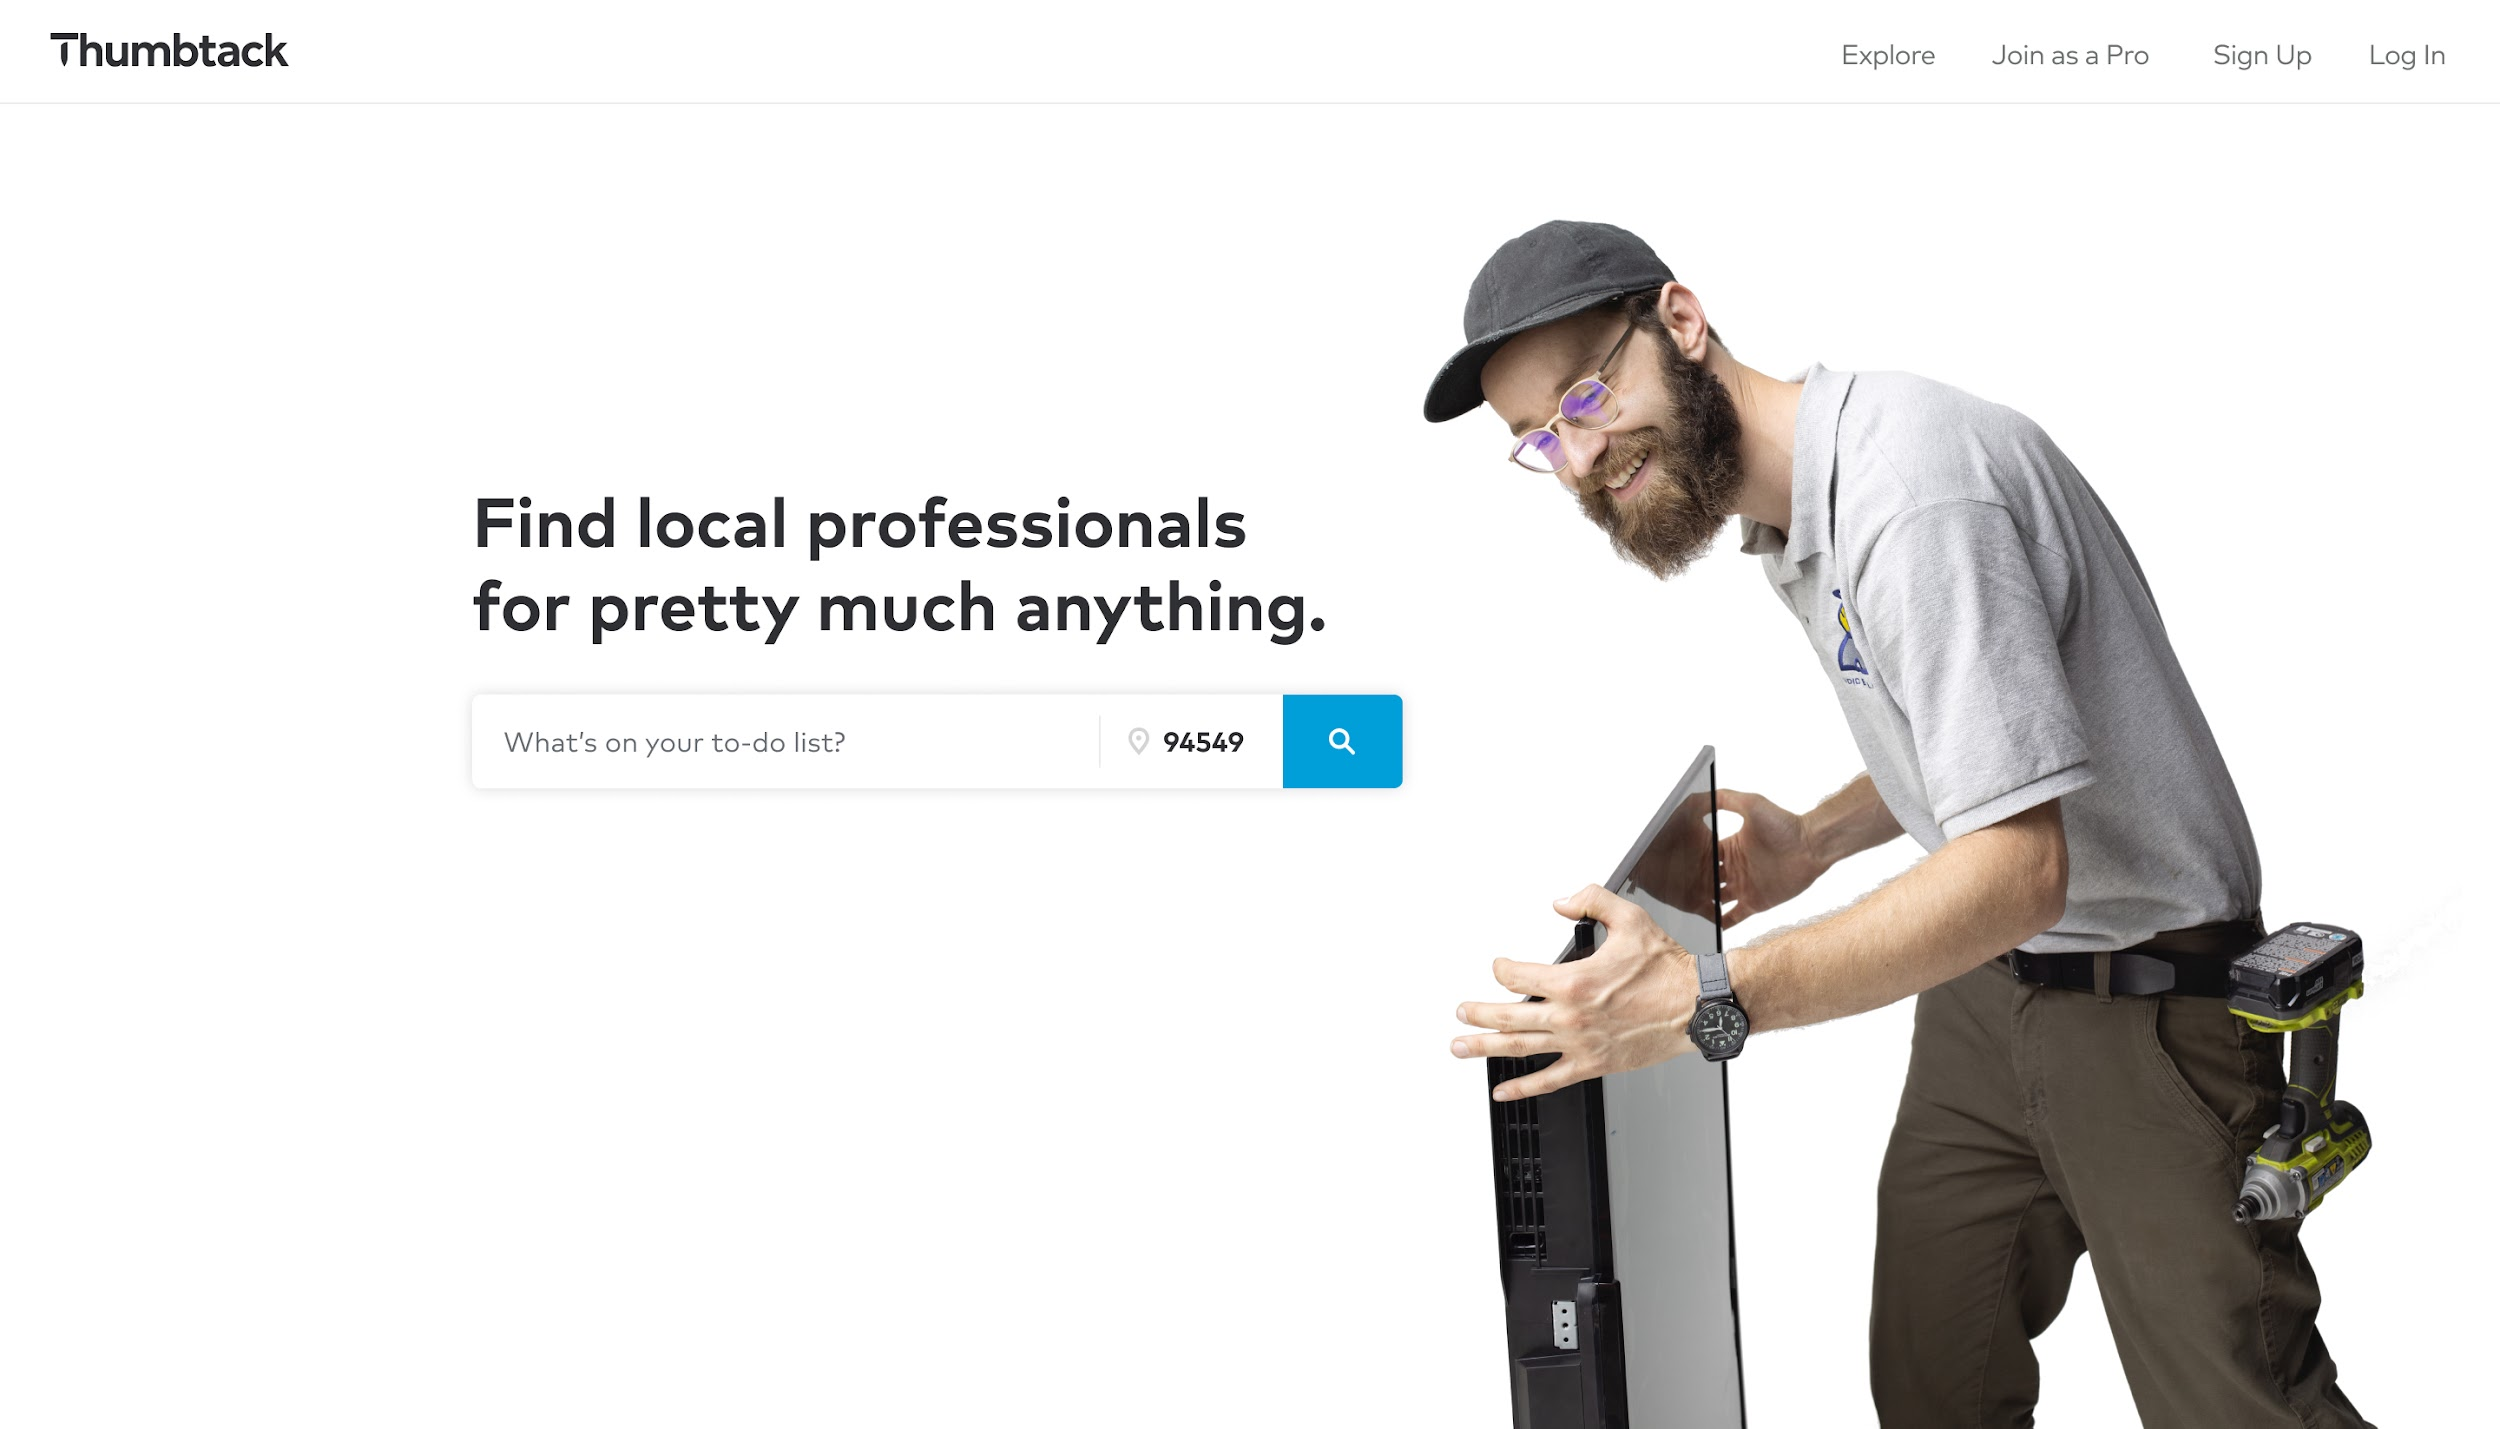 Thumbtack
Explore
Join as a Pro
Sign Up
Log In
Find local professionals
for pretty much anything.
What's on your to-do list?
94549